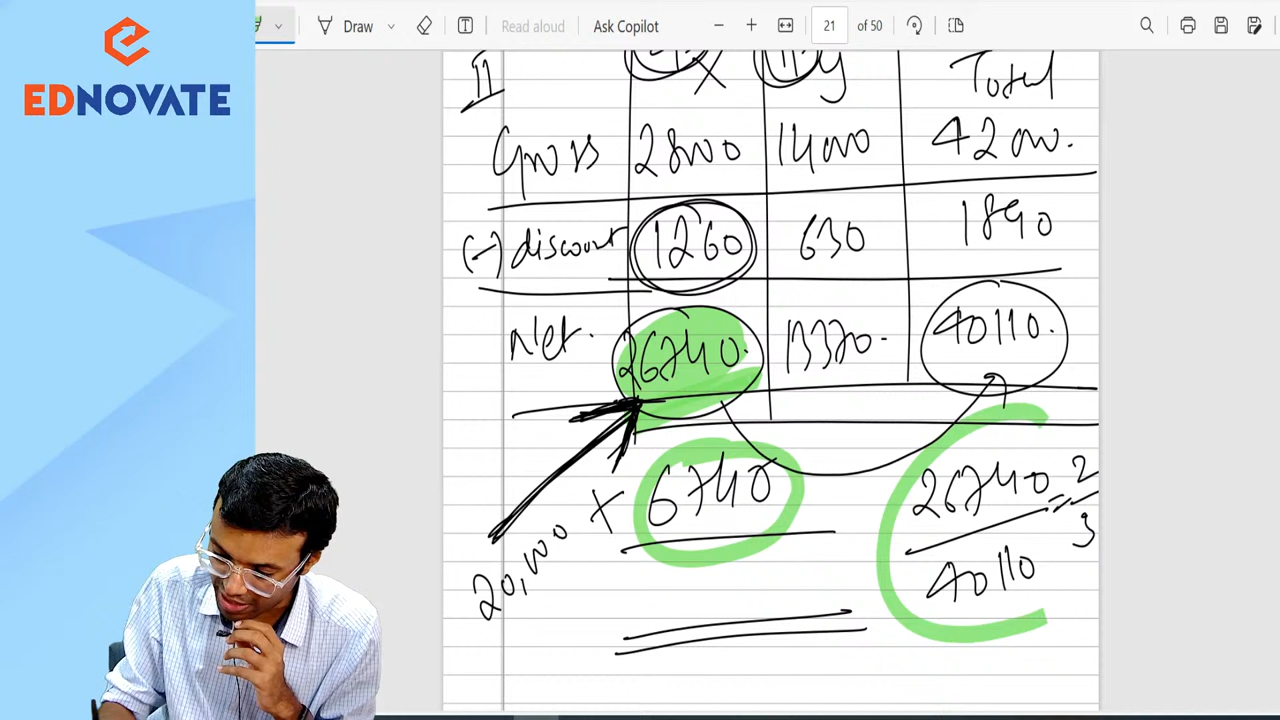 Draw
Read aloud
Ask Copilot
21 of 50
EDNOVATE
II X y Total
Gross 28000 14000 42000.
(-) discount 1260 630 1890
Net. 26740. 13370. 40110.
X 6740 26740 = 2
20,000 40110 3